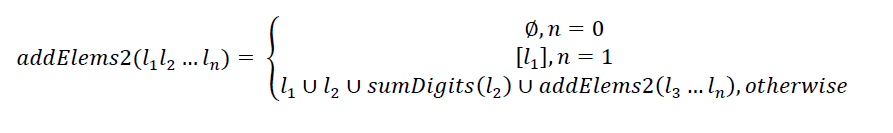 ∅, n = 0
addElems2(l₁l₂ … lₙ) = { [l₁], n = 1
l₁ ∪ l₂ ∪ sumDigits(l₂) ∪ addElems2(l₃ … lₙ), otherwise